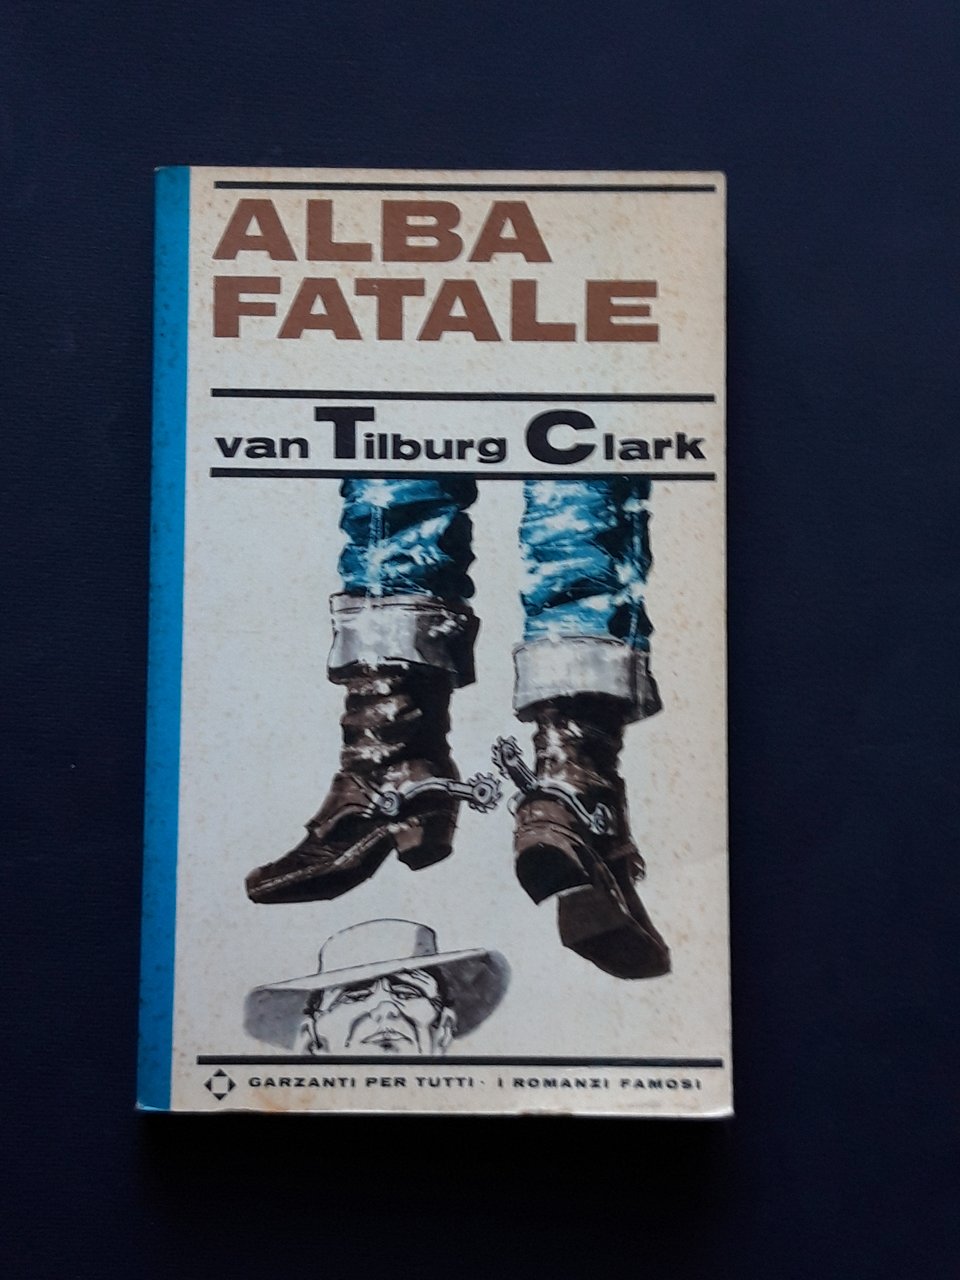 ALBA
FATALE
van Tilburg Clark
GARZANTI PER TUTTI · I ROMANZI FAMOSI